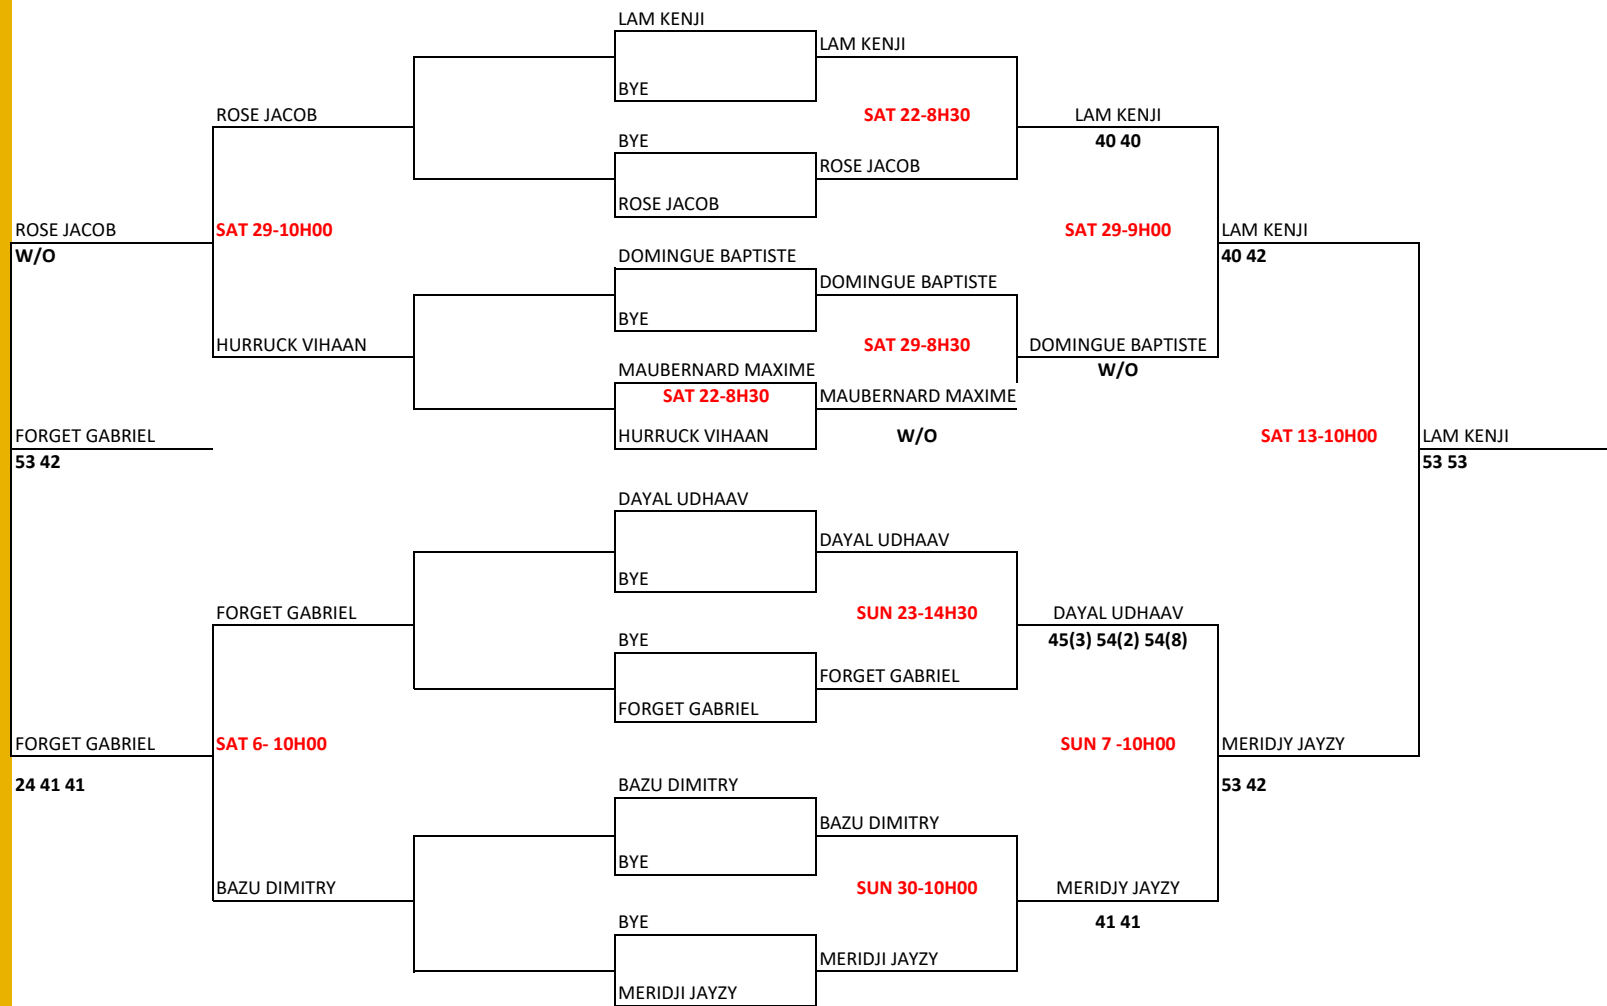 LAM KENJI
LAM KENJI
BYE
ROSE JACOB
SAT 22-8H30
LAM KENJI
BYE
40 40
ROSE JACOB
ROSE JACOB
ROSE JACOB
SAT 29-10H00
SAT 29-9H00
LAM KENJI
W/O
DOMINGUE BAPTISTE
40 42
DOMINGUE BAPTISTE
BYE
HURRUCK VIHAAN
SAT 29-8H30
DOMINGUE BAPTISTE
MAUBERNARD MAXIME
W/O
SAT 22-8H30
MAUBERNARD MAXIME
FORGET GABRIEL
HURRUCK VIHAAN
W/O
SAT 13-10H00
LAM KENJI
53 42
53 53
DAYAL UDHAAV
DAYAL UDHAAV
BYE
FORGET GABRIEL
SUN 23-14H30
DAYAL UDHAAV
BYE
45(3) 54(2) 54(8)
FORGET GABRIEL
FORGET GABRIEL
FORGET GABRIEL
SAT 6- 10H00
SUN 7 -10H00
MERIDJY JAYZY
24 41 41
BAZU DIMITRY
53 42
BAZU DIMITRY
BYE
BAZU DIMITRY
SUN 30-10H00
MERIDJY JAYZY
BYE
41 41
MERIDJI JAYZY
MERIDJI JAYZY